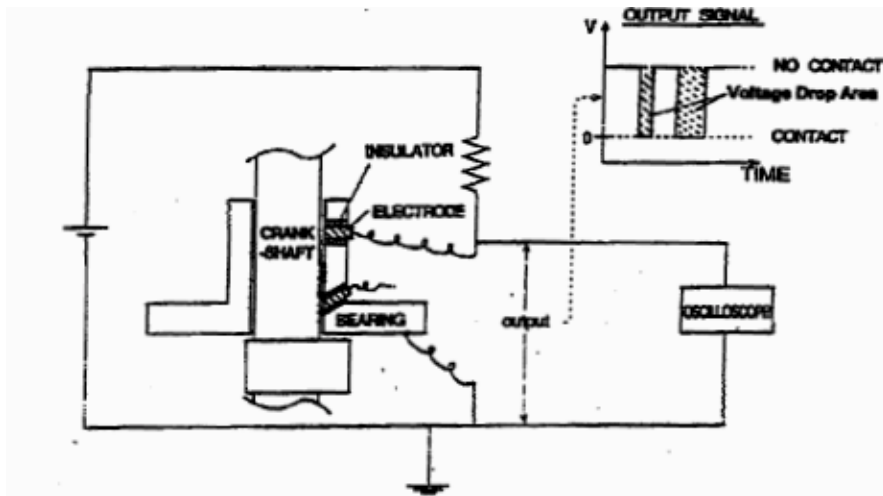 OUTPUT SIGNAL
V
NO CONTACT
Voltage Drop Area
0
CONTACT
TIME
INSULATOR
ELECTRODE
CRANK
-SHAFT
BEARING
output
OSCILLOSCOPE